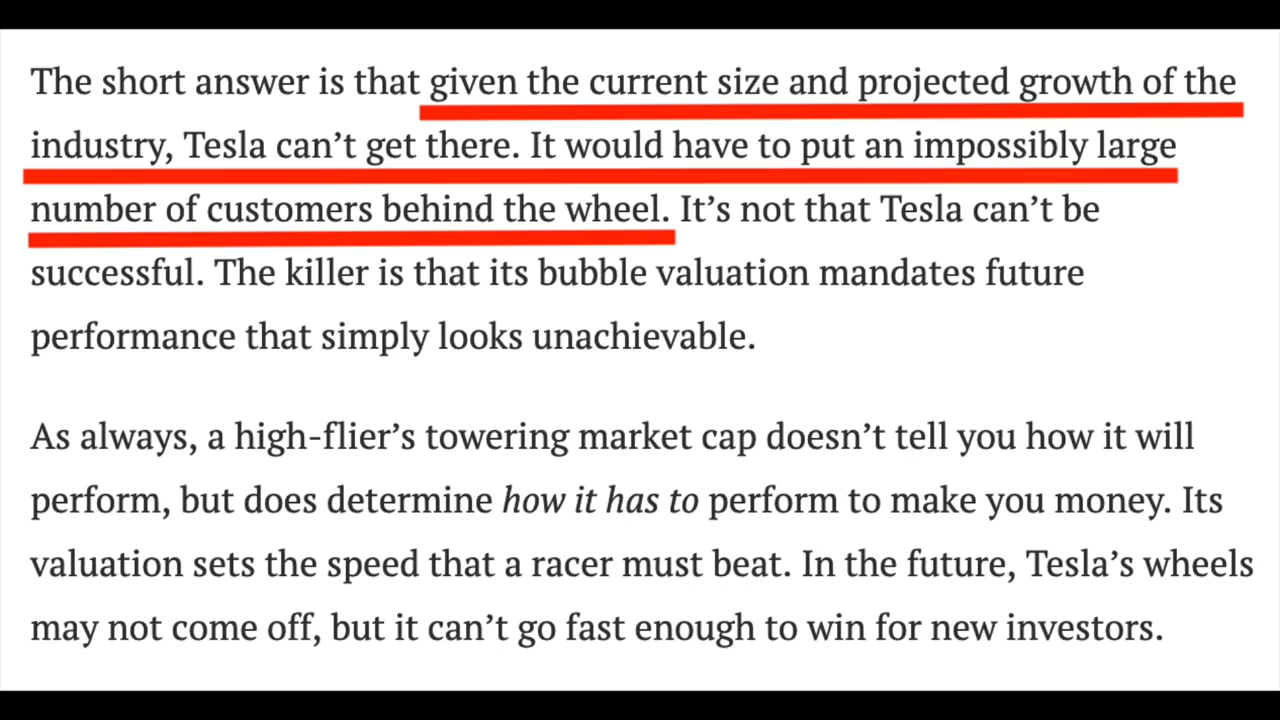 The short answer is that given the current size and projected growth of the
industry, Tesla can’t get there. It would have to put an impossibly large
number of customers behind the wheel. It’s not that Tesla can’t be
successful. The killer is that its bubble valuation mandates future
performance that simply looks unachievable.
As always, a high-flier’s towering market cap doesn’t tell you how it will
perform, but does determine how it has to perform to make you money. Its
valuation sets the speed that a racer must beat. In the future, Tesla’s wheels
may not come off, but it can’t go fast enough to win for new investors.